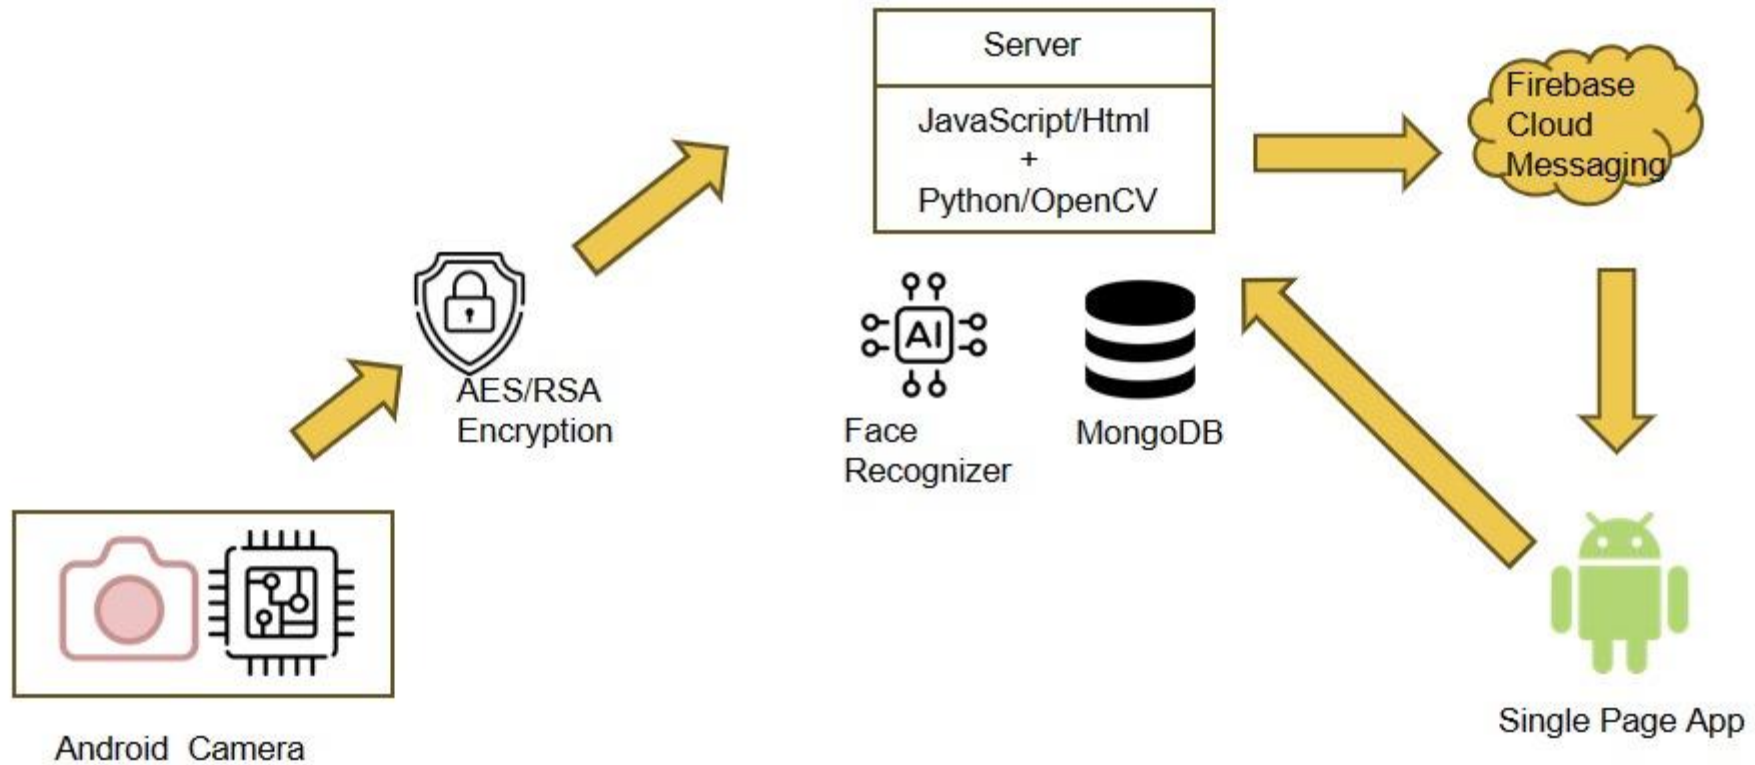 Server
JavaScript/Html
+
Python/OpenCV
Firebase
Cloud
Messaging
AES/RSA
Encryption
AI
Face
Recognizer
MongoDB
Single Page App
Android Camera